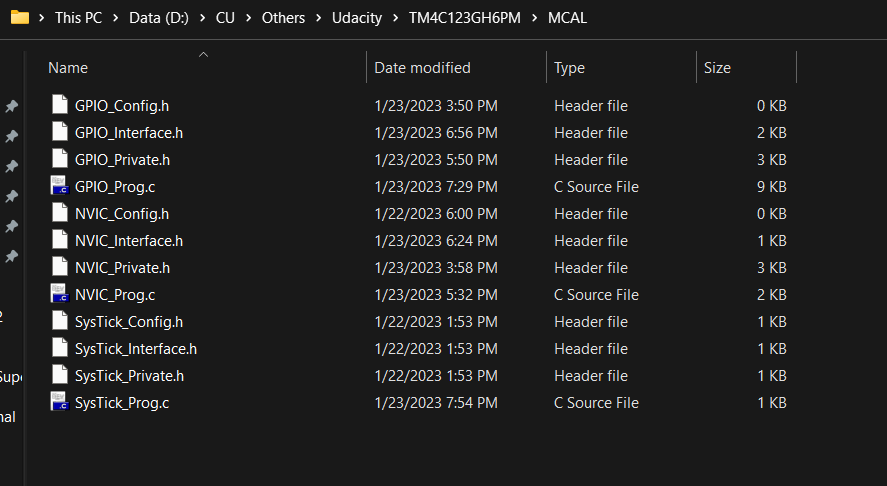 This PC > Data (D:) > CU > Others > Udacity > TM4C123GH6PM > MCAL
Name Date modified Type Size
GPIO_Config.h 1/23/2023 3:50 PM Header file 0 KB
GPIO_Interface.h 1/23/2023 6:56 PM Header file 2 KB
GPIO_Private.h 1/23/2023 5:50 PM Header file 3 KB
GPIO_Prog.c 1/23/2023 7:29 PM C Source File 9 KB
NVIC_Config.h 1/22/2023 6:00 PM Header file 0 KB
NVIC_Interface.h 1/23/2023 6:24 PM Header file 1 KB
NVIC_Private.h 1/23/2023 3:58 PM Header file 3 KB
NVIC_Prog.c 1/23/2023 5:32 PM C Source File 2 KB
2
SysTick_Config.h 1/22/2023 1:53 PM Header file 1 KB
SysTick_Interface.h 1/22/2023 1:53 PM Header file 1 KB
Supe
SysTick_Private.h 1/22/2023 1:53 PM Header file 1 KB
nal
SysTick_Prog.c 1/23/2023 7:54 PM C Source File 1 KB